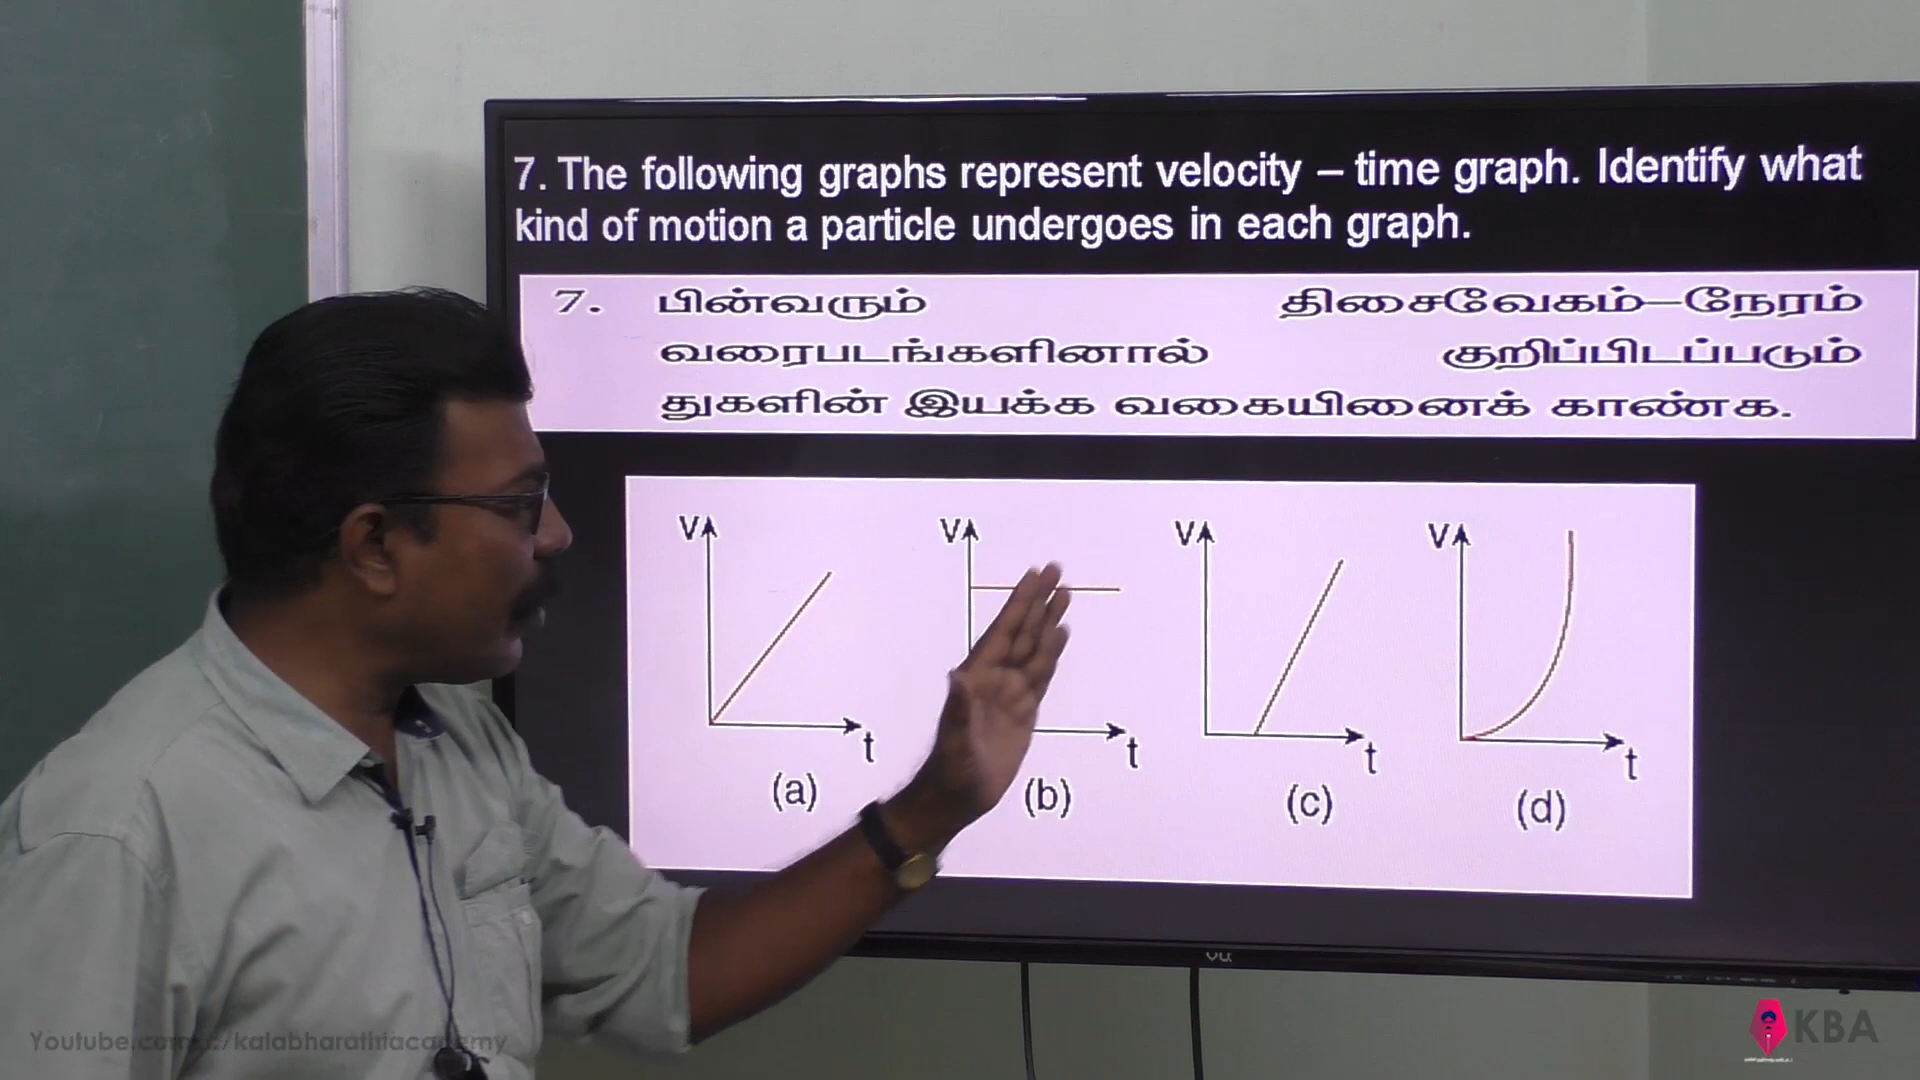 7. The following graphs represent velocity – time graph. Identify what
kind of motion a particle undergoes in each graph.
7. பின்வரும் திசைவேகம்–நேரம்
வரைபடங்களினால் குறிப்பிடப்படும்
துகளின் இயக்க வகையினைக் காண்க.
V V V V
t t t t
(a) (b) (c) (d)
vu
KBA